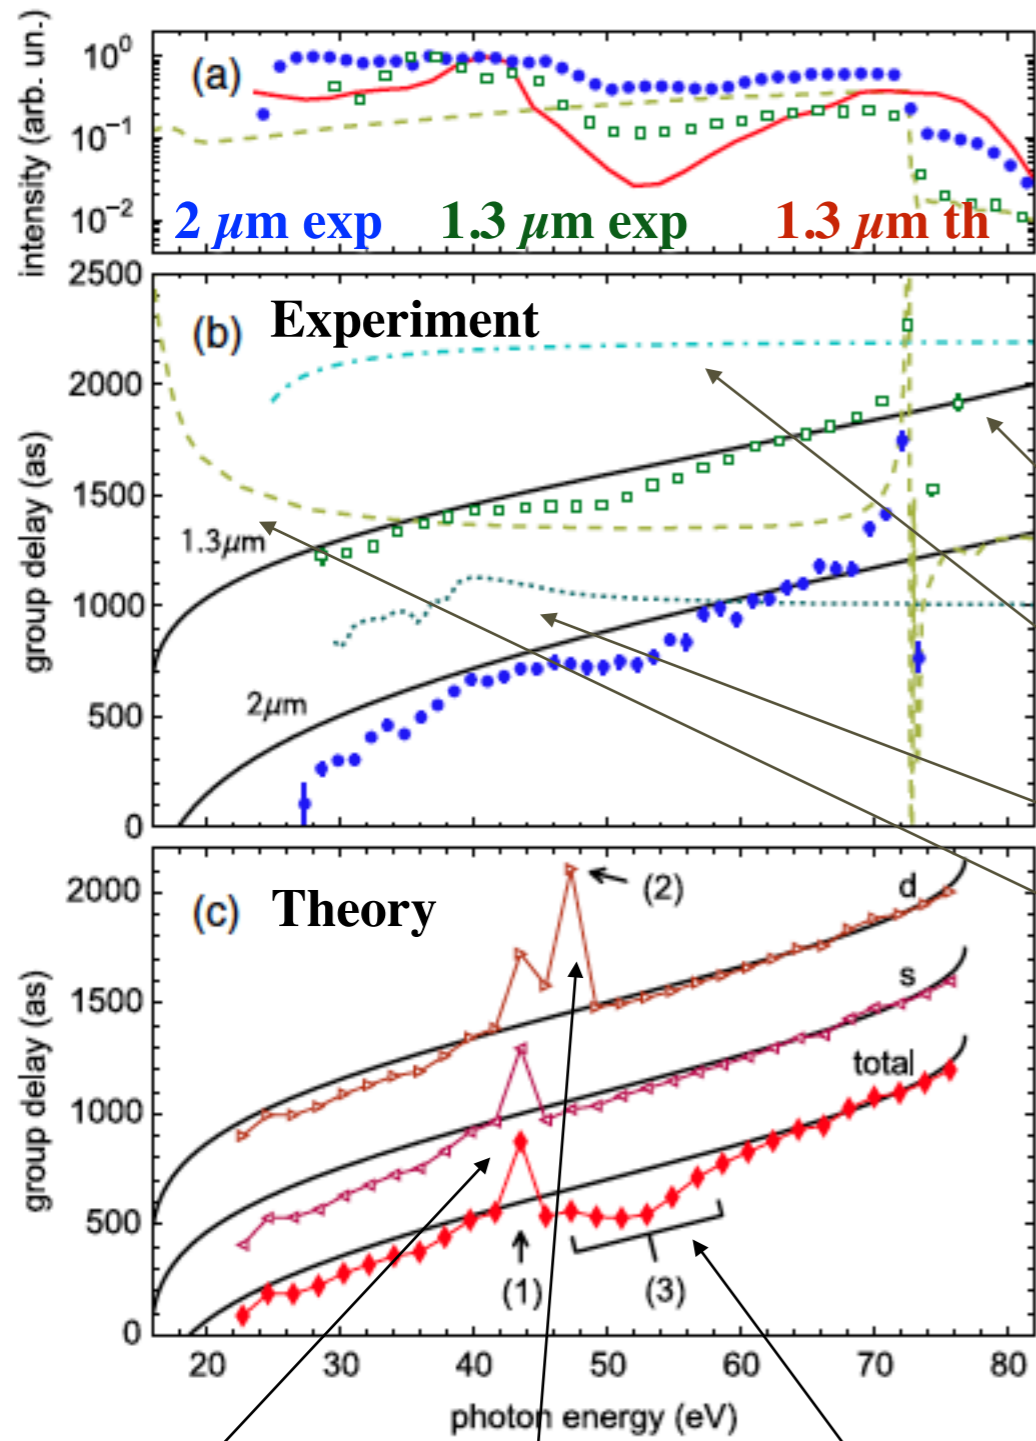 intensity (arb. un.)
10⁰
10⁻¹
10⁻²
(a)
2 µm exp 1.3 µm exp 1.3 µm th
group delay (as)
2500
2000
1500
1000
500
0
(b) Experiment
1.3µm
2µm
group delay (as)
2000
1500
1000
500
0
(c) Theory
(2)
d
s
total
(1)
(3)
20 30 40 50 60 70 80
photon energy (eV)